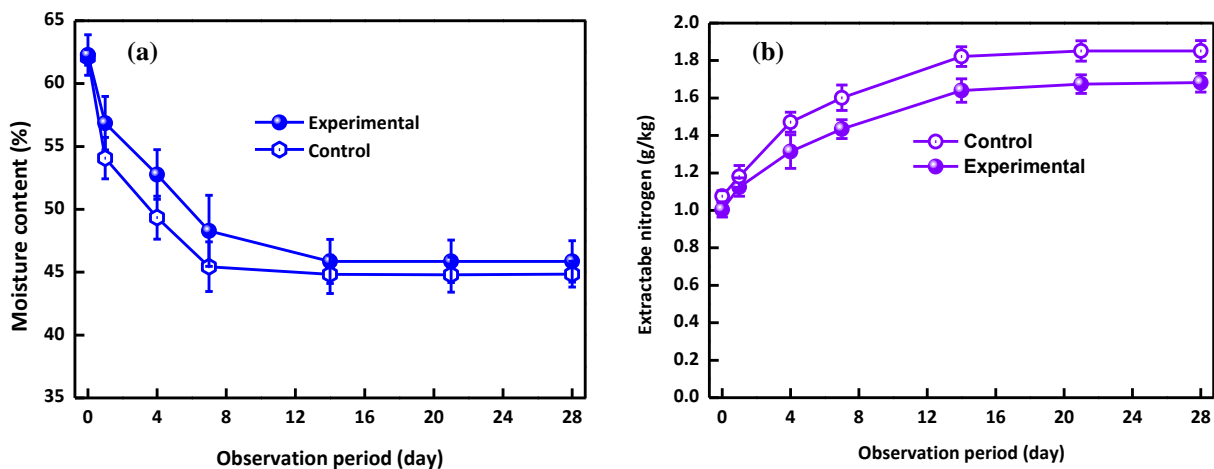 (a)
Moisture content (%)
65
60
55
50
45
40
35
Experimental
Control
0 4 8 12 16 20 24 28
Observation period (day)
(b)
Extractabe nitrogen (g/kg)
2.0
1.8
1.6
1.4
1.2
1.0
0.8
0.6
0.4
0.2
0.0
Control
Experimental
0 4 8 12 16 20 24 28
Observation period (day)